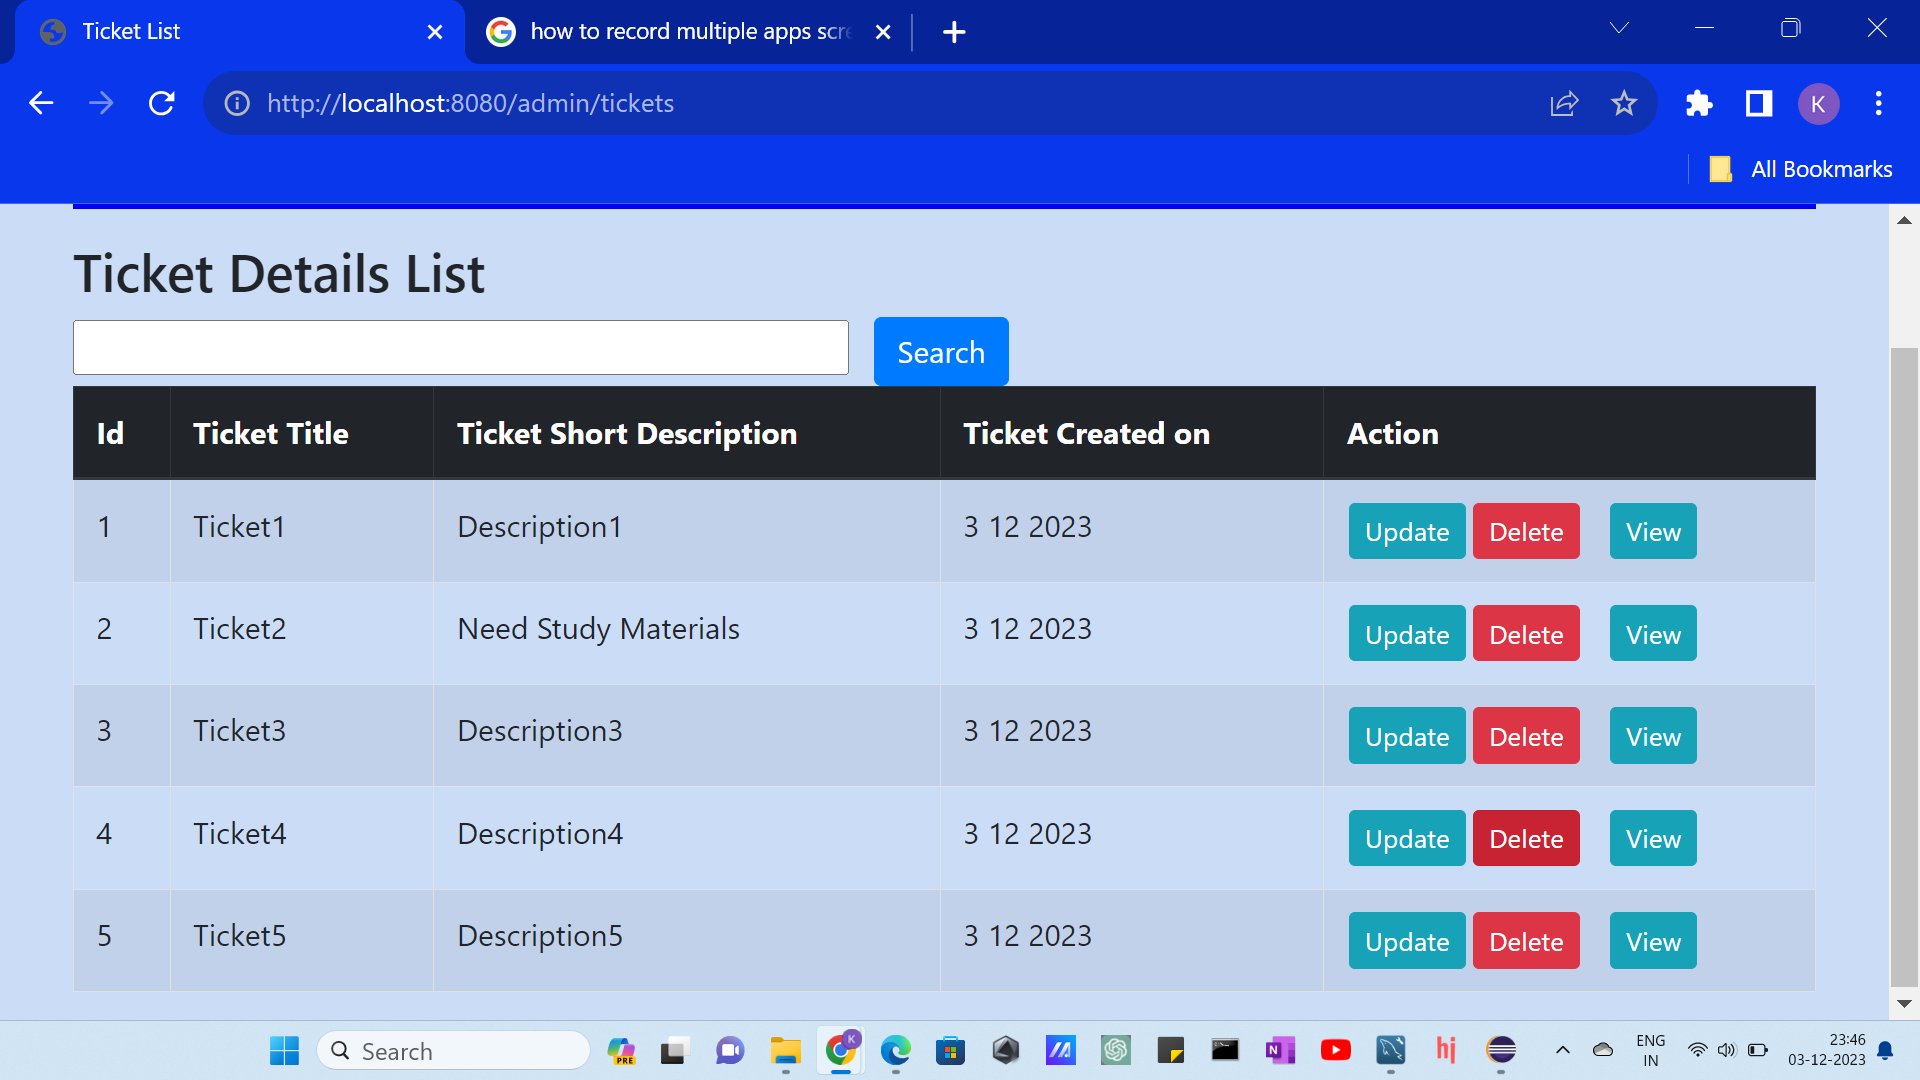 Ticket List
how to record multiple apps scre
http://localhost:8080/admin/tickets
K
All Bookmarks
Ticket Details List
Search
Id Ticket Title Ticket Short Description Ticket Created on Action
1 Ticket1 Description1 3 12 2023 Update Delete View
2 Ticket2 Need Study Materials 3 12 2023 Update Delete View
3 Ticket3 Description3 3 12 2023 Update Delete View
4 Ticket4 Description4 3 12 2023 Update Delete View
5 Ticket5 Description5 3 12 2023 Update Delete View
Search
PRE
K
N
hj
ENG
IN
23:46
03-12-2023